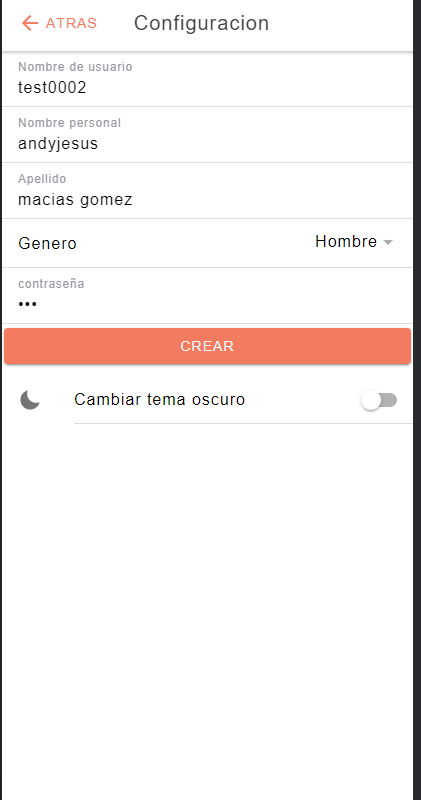 ATRAS Configuracion
Nombre de usuario
test0002
Nombre personal
andyjesus
Apellido
macias gomez
Genero Hombre
contraseña
•••
CREAR
Cambiar tema oscuro